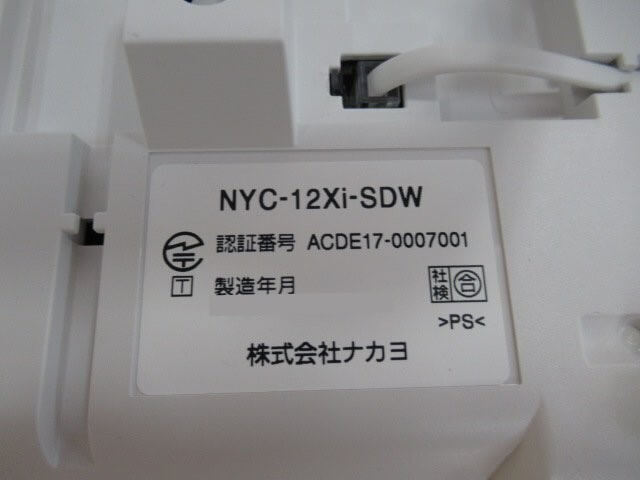 NYC-12Xi-SDW
認証番号 ACDE17-0007001
T 製造年月
社検 合
>PS<
株式会社ナカヨ